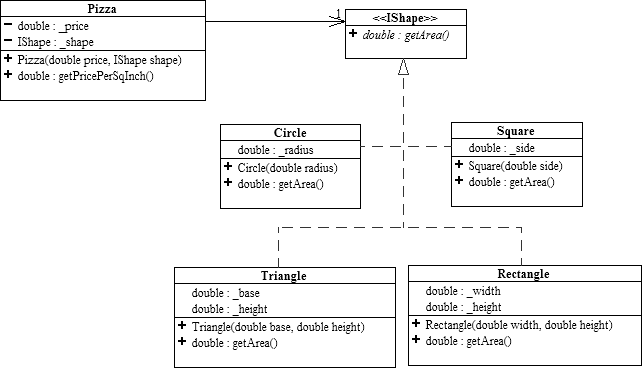 Pizza
− double : _price
− IShape : _shape
+ Pizza(double price, IShape shape)
+ double : getPricePerSqInch()
1
<<IShape>>
+ double : getArea()
Circle
double : _radius
+ Circle(double radius)
+ double : getArea()
Square
double : _side
+ Square(double side)
+ double : getArea()
Triangle
double : _base
double : _height
+ Triangle(double base, double height)
+ double : getArea()
Rectangle
double : _width
double : _height
+ Rectangle(double width, double height)
+ double : getArea()